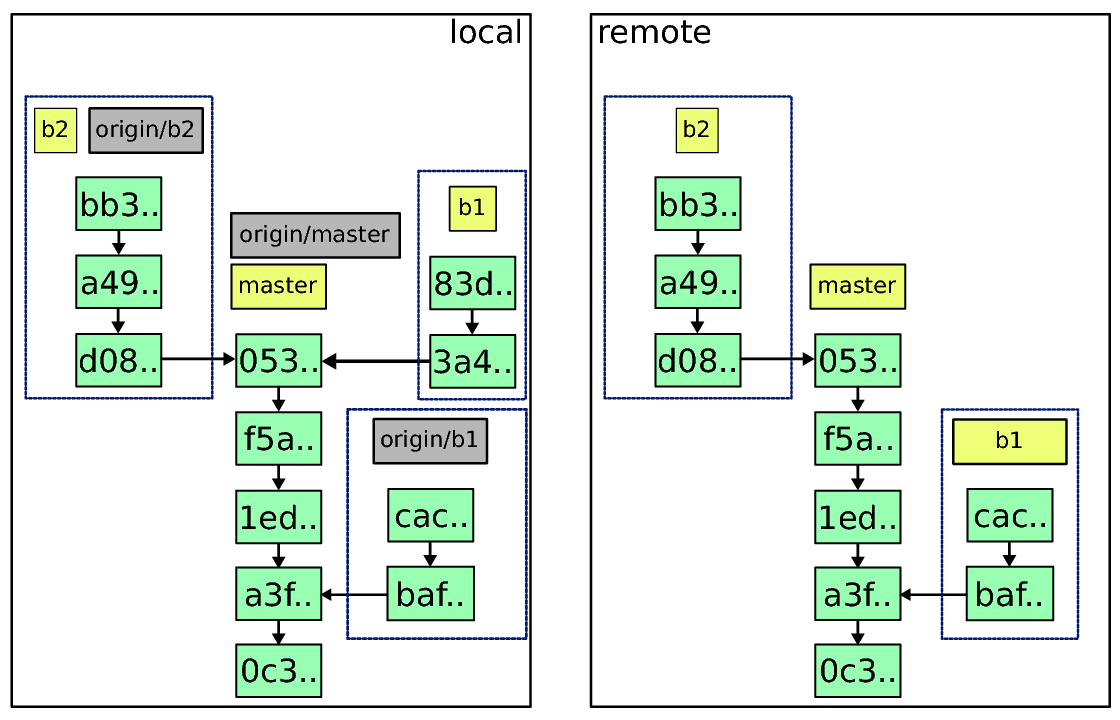 local
b2
origin/b2
bb3..
a49..
d08..
origin/master
master
053..
f5a..
1ed..
a3f..
0c3..
b1
83d..
3a4..
origin/b1
cac..
baf..
remote
b2
bb3..
a49..
d08..
master
053..
f5a..
1ed..
a3f..
0c3..
b1
cac..
baf..